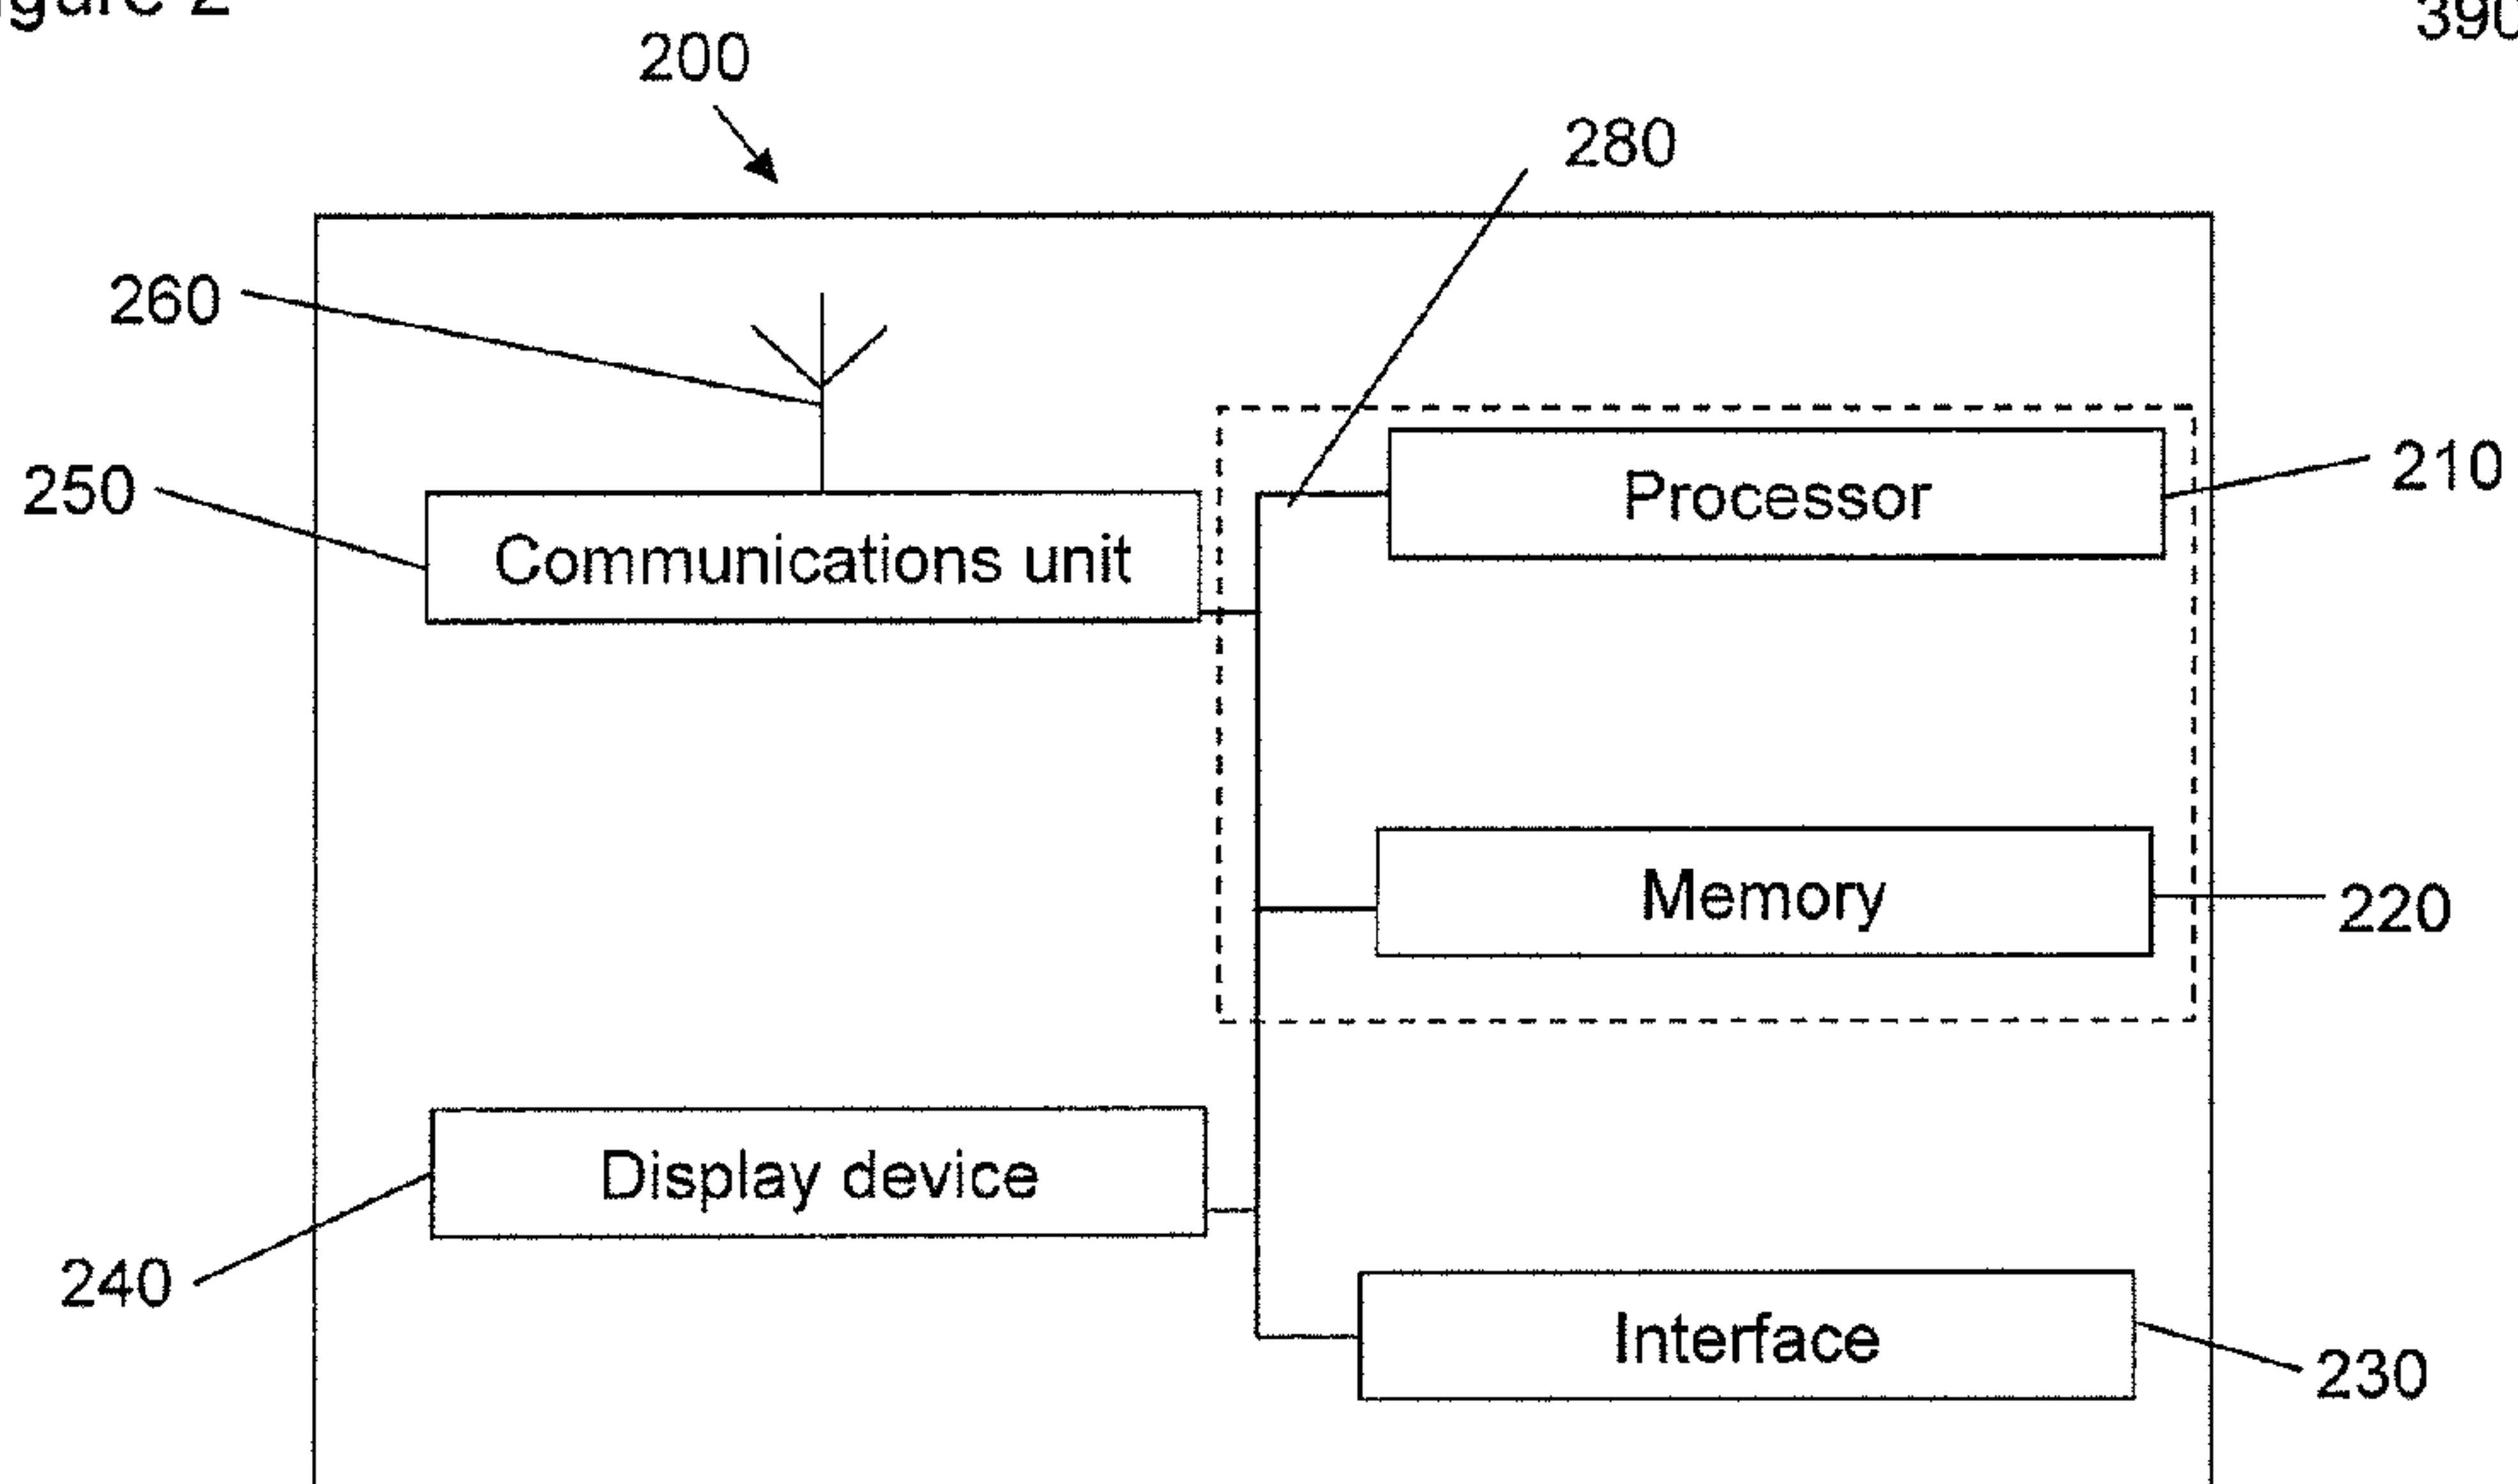 200
280
260
210
250
Processor
Communications unit
Memory
220
Display device
240
Interface
230